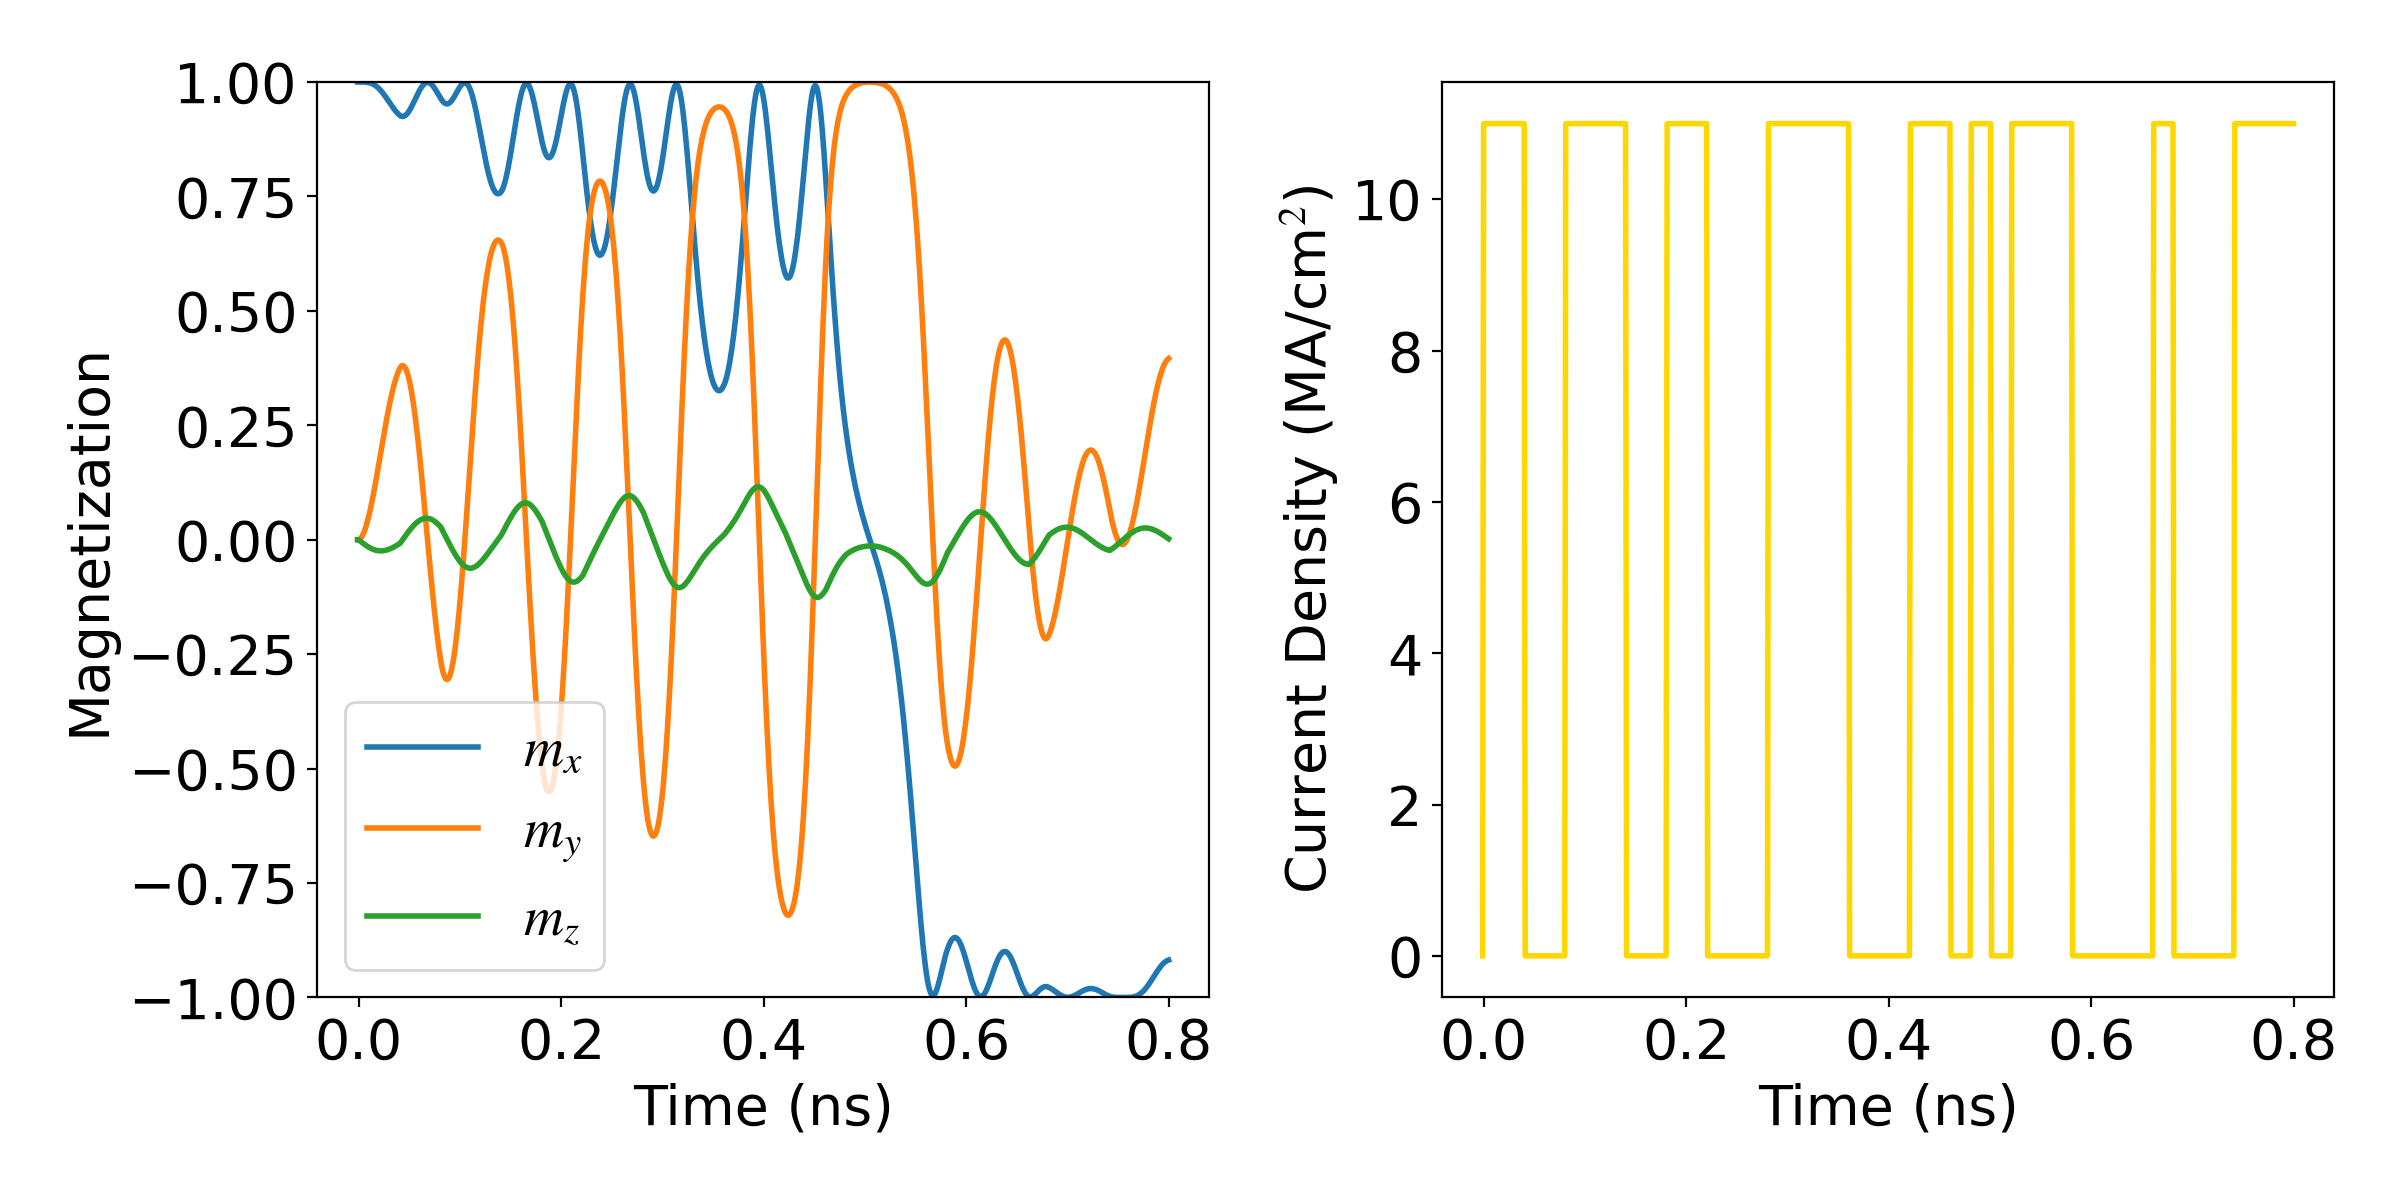 Magnetization
1.00
0.75
0.50
0.25
0.00
−0.25
−0.50
−0.75
−1.00
m_x
m_y
m_z
0.0 0.2 0.4 0.6 0.8
Time (ns)
Current Density (MA/cm²)
10
8
6
4
2
0
0.0 0.2 0.4 0.6 0.8
Time (ns)